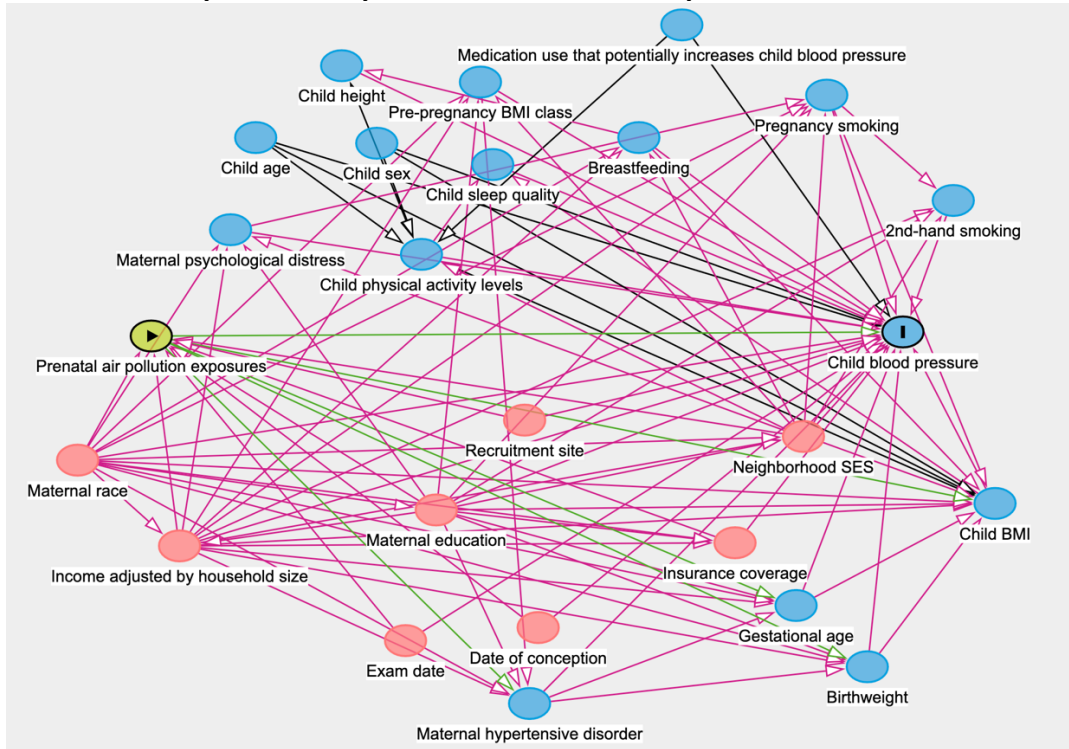 Medication use that potentially increases child blood pressure
Child height
Pre-pregnancy BMI class
Pregnancy smoking
Child age
Child sex
Breastfeeding
Child sleep quality
2nd-hand smoking
Maternal psychological distress
Child physical activity levels
Prenatal air pollution exposures
Child blood pressure
Recruitment site
Neighborhood SES
Maternal race
Maternal education
Child BMI
Income adjusted by household size
Insurance coverage
Gestational age
Date of conception
Exam date
Birthweight
Maternal hypertensive disorder